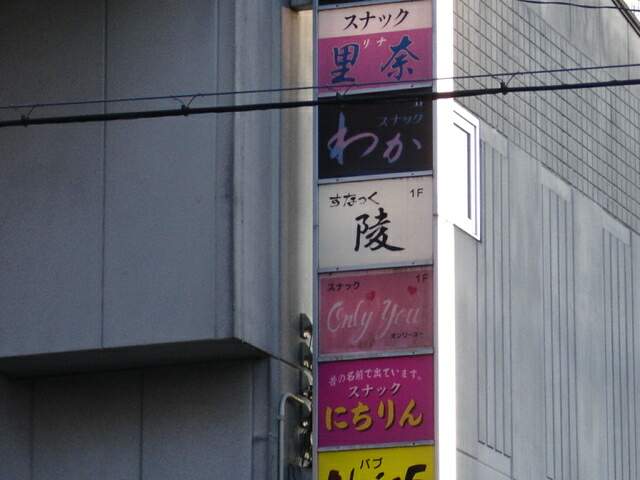 スナック
リナ
里奈
スナック
わか
すなっく 1F
陵
スナック 1F
Only You
オンリーユー
昔の名前で出ています。
スナック
にちりん
パブ